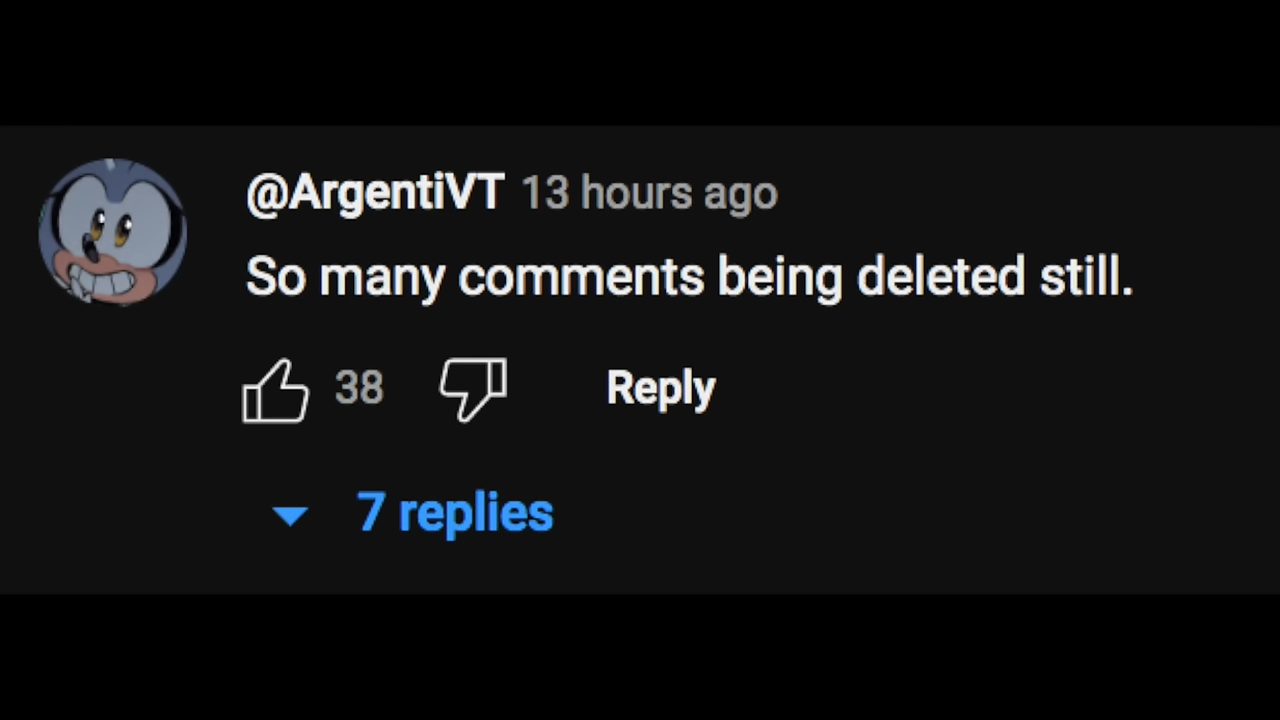 @ArgentiVT 13 hours ago
So many comments being deleted still.
38 Reply
7 replies